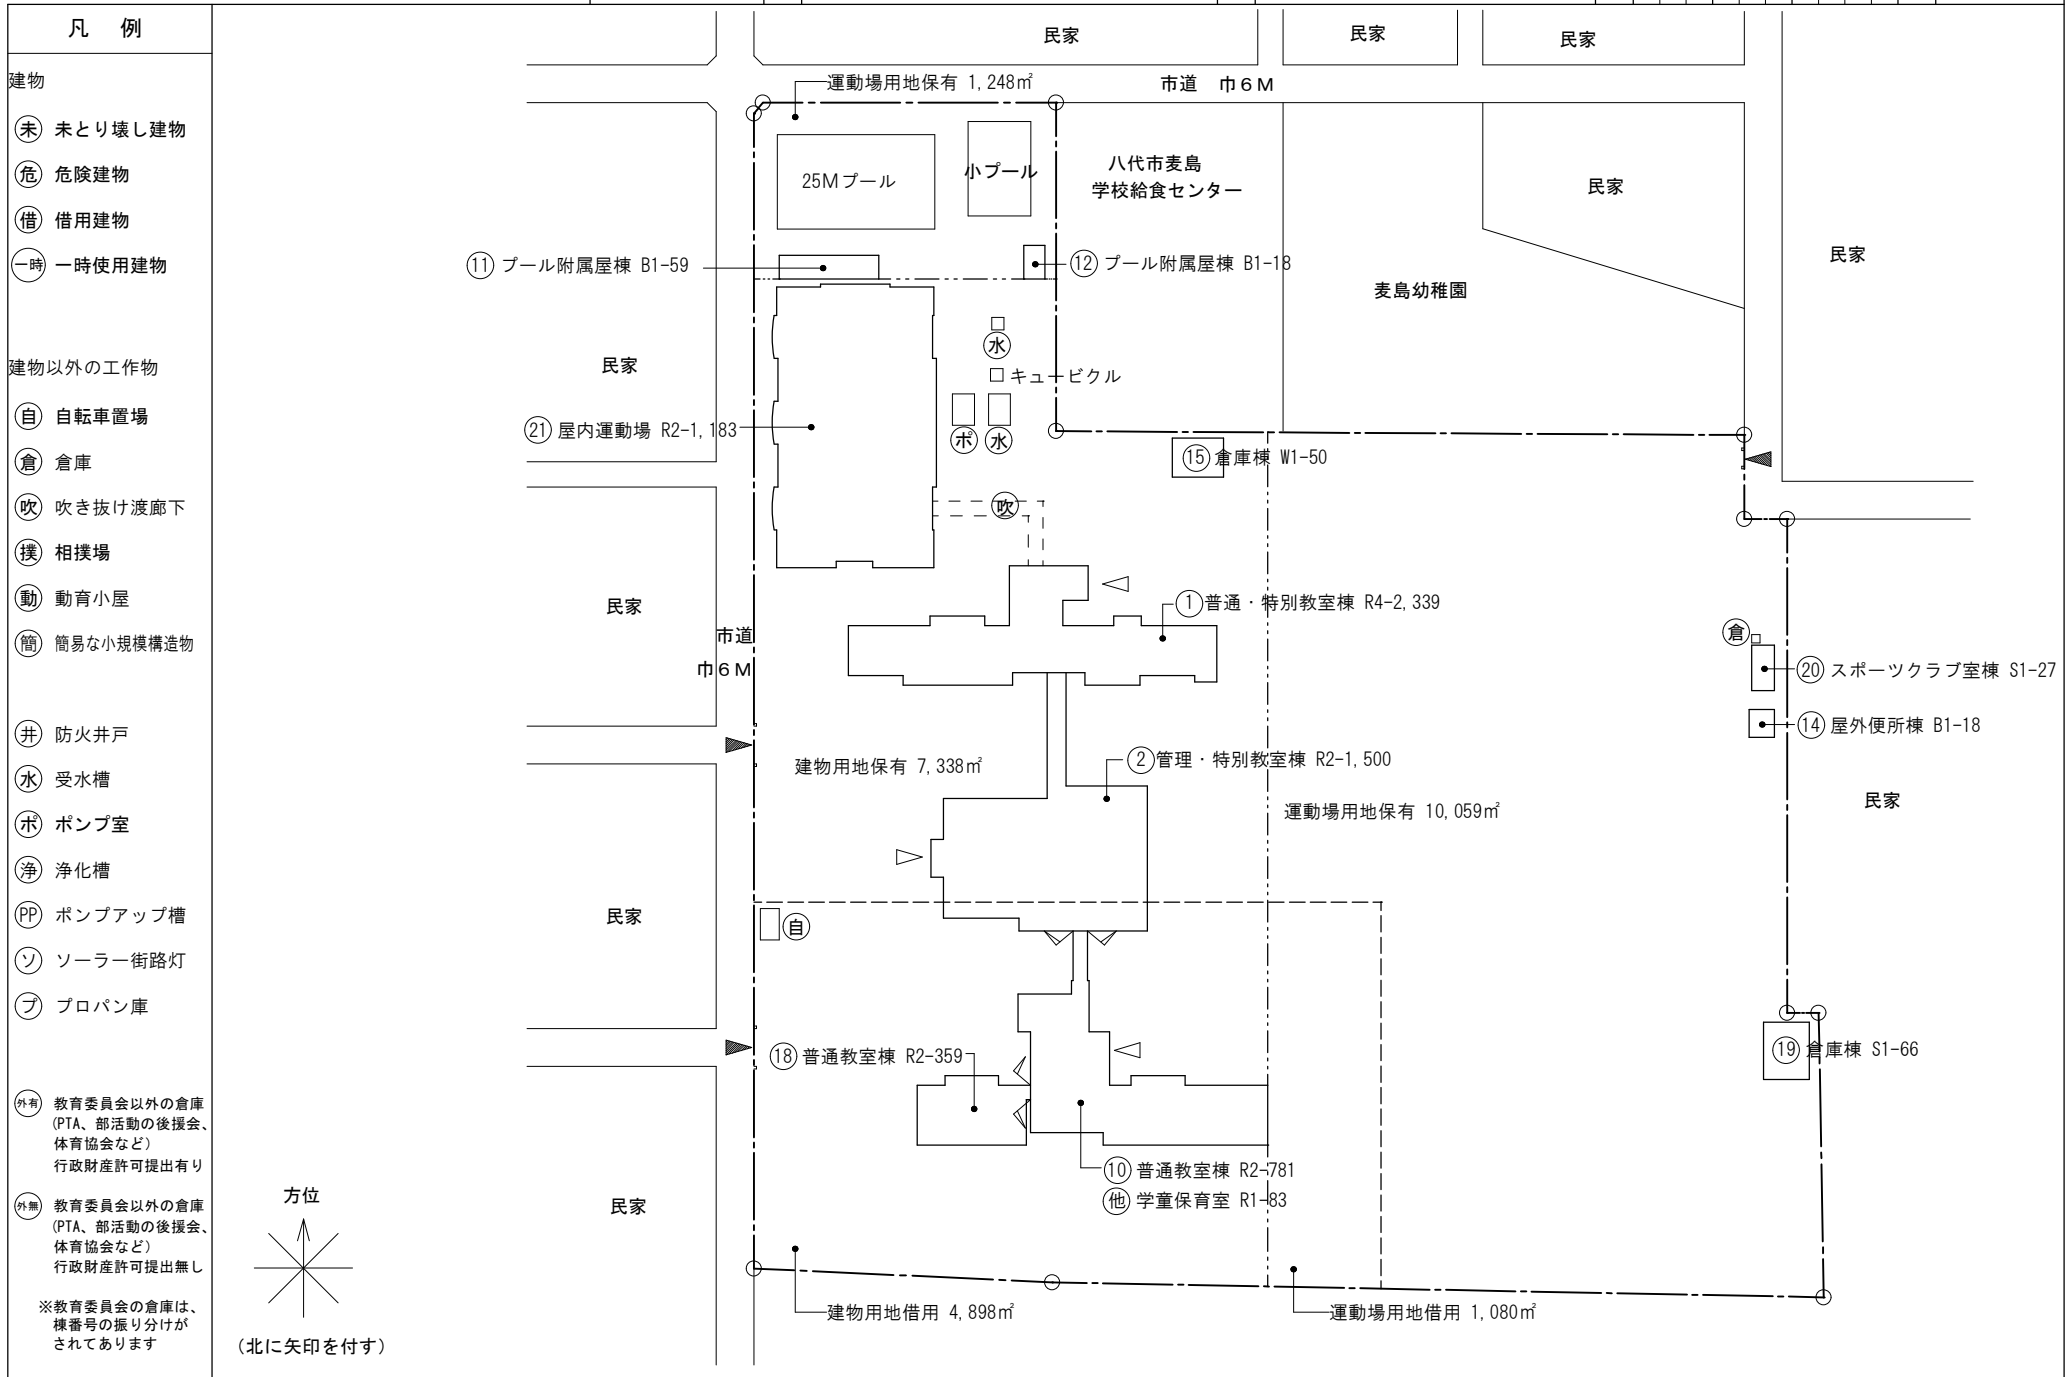 凡 例
建物
未 未とり壊し建物
危 危険建物
借 借用建物
一時 一時使用建物
建物以外の工作物
自 自転車置場
倉 倉庫
吹 吹き抜け渡廊下
撲 相撲場
動 動育小屋
簡 簡易な小規模構造物
井 防火井戸
水 受水槽
ポ ポンプ室
浄 浄化槽
PP ポンプアップ槽
ソ ソーラー街路灯
プ プロパン庫
外有 教育委員会以外の倉庫
(PTA、部活動の後援会、
体育協会など)
行政財産許可提出有り
外無 教育委員会以外の倉庫
(PTA、部活動の後援会、
体育協会など)
行政財産許可提出無し
※教育委員会の倉庫は、
棟番号の振り分けが
されてあります
方位
(北に矢印を付す)
民家
民家
民家
運動場用地保有 1,248㎡
市道 巾6M
25Mプール
小プール
八代市麦島
学校給食センター
民家
民家
⑪ プール附属屋棟 B1-59
⑫ プール附属屋棟 B1-18
麦島幼稚園
水
キュービクル
民家
㉑ 屋内運動場 R2-1,183
ポ
水
⑮ 倉庫棟 W1-50
吹
民家
① 普通・特別教室棟 R4-2,339
市道
巾6M
倉
⑳ スポーツクラブ室棟 S1-27
⑭ 屋外便所棟 B1-18
建物用地保有 7,338㎡
② 管理・特別教室棟 R2-1,500
運動場用地保有 10,059㎡
民家
民家
自
⑱ 普通教室棟 R2-359
⑲ 倉庫棟 S1-66
⑩ 普通教室棟 R2-781
他 学童保育室 R1-83
民家
建物用地借用 4,898㎡
運動場用地借用 1,080㎡